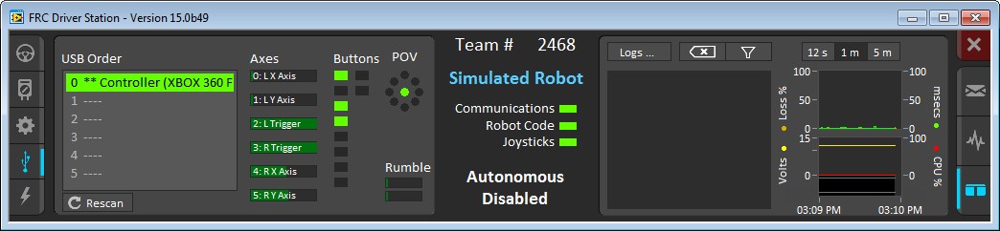 FRC Driver Station - Version 15.0b49
USB Order
0 ** Controller (XBOX 360 F
1 ----
2 ----
3 ----
4 ----
5 ----
Rescan
Axes
0: L X Axis
1: L Y Axis
2: L Trigger
3: R Trigger
4: R X Axis
5: R Y Axis
Buttons
POV
Rumble
Team # 2468
Simulated Robot
Communications
Robot Code
Joysticks
Autonomous
Disabled
Logs ...
12 s 1 m 5 m
100
0
15
0
Loss %
Volts
100
0
100
0
msecs
CPU %
03:09 PM 03:10 PM